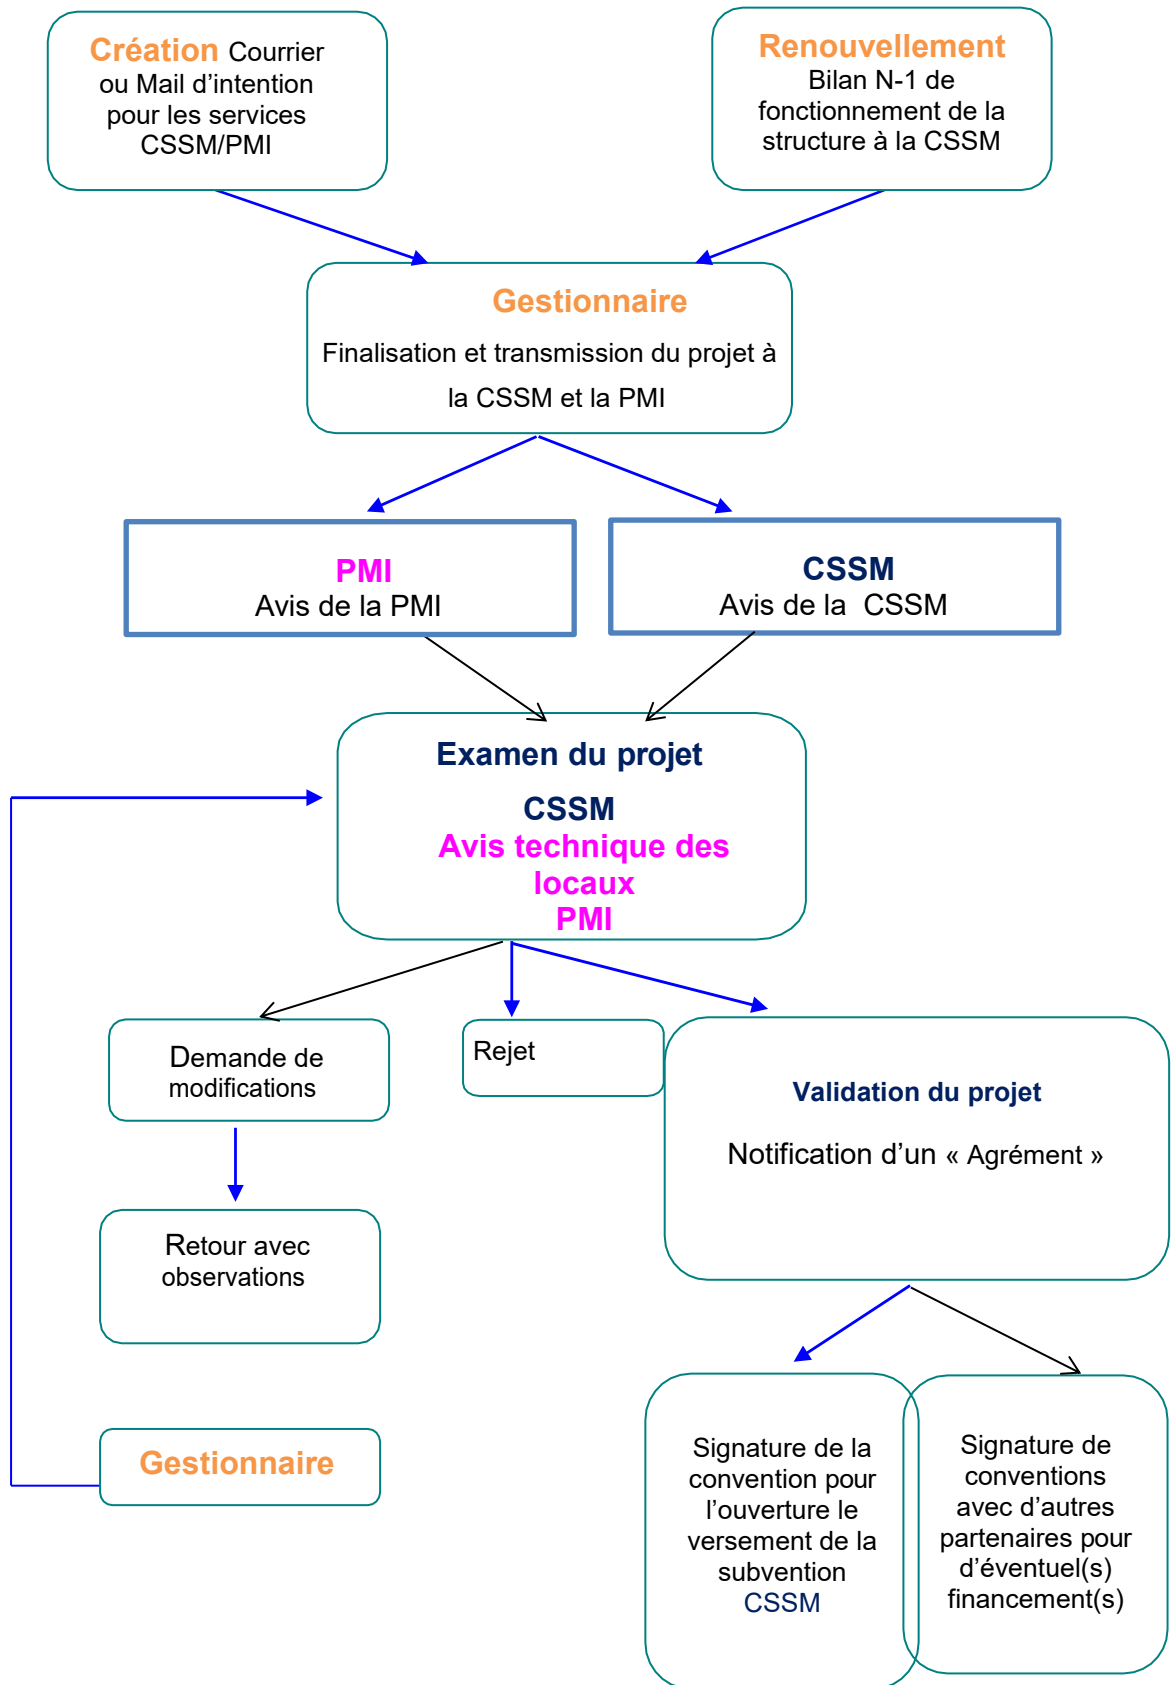 Création Courrier
ou Mail d’intention
pour les services
CSSM/PMI
Renouvellement
Bilan N-1 de
fonctionnement de la
structure à la CSSM
Gestionnaire
Finalisation et transmission du projet à
la CSSM et la PMI
PMI
Avis de la PMI
CSSM
Avis de la CSSM
Examen du projet
CSSM
Avis technique des
locaux
PMI
Demande de
modifications
Rejet
Validation du projet
Notification d’un « Agrément »
Retour avec
observations
Gestionnaire
Signature de la
convention pour
l’ouverture le
versement de la
subvention
CSSM
Signature de
conventions
avec d’autres
partenaires pour
d’éventuel(s)
financement(s)